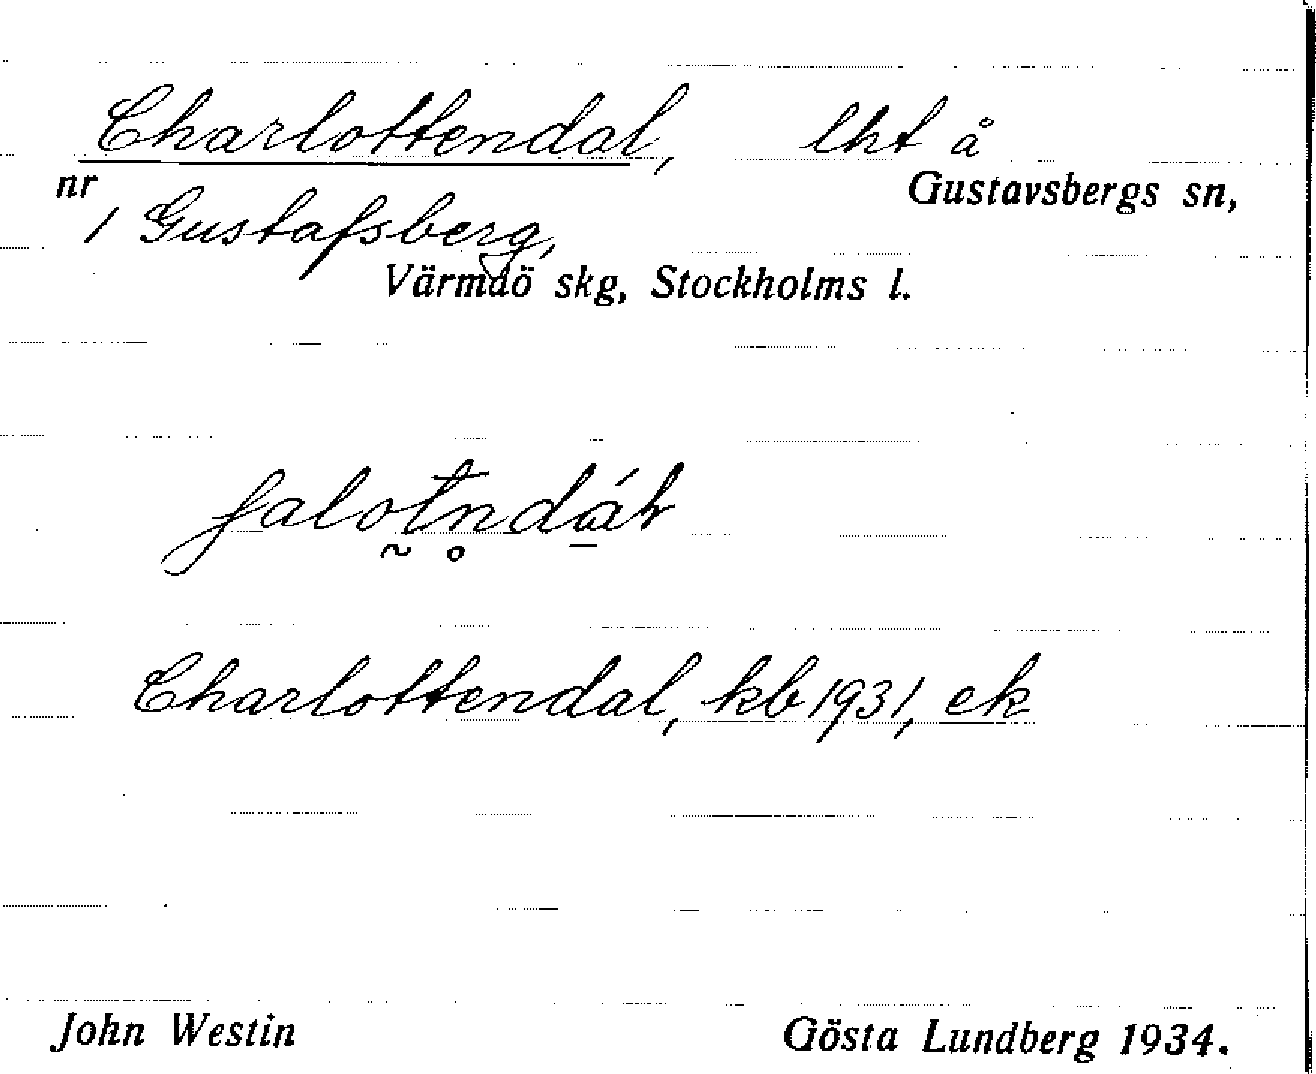 Charlottendal, lht å
nr 1 Gustafsberg, Gustavsbergs sn,
Värmdö skg, Stockholms l.
Charlottendal, kb 1931, ek
John Westin Gösta Lundberg 1934.